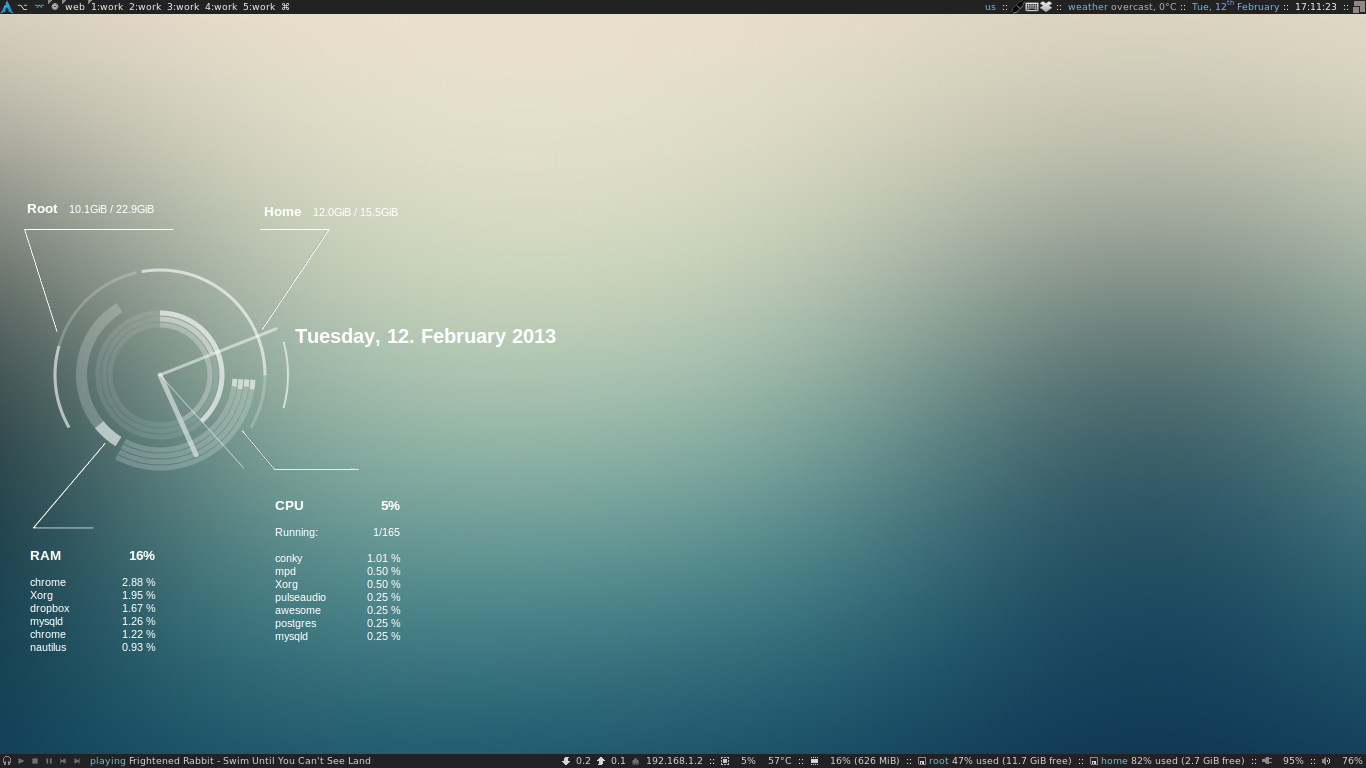 web 1:work 2:work 3:work 4:work 5:work ⌘ us :: :: weather overcast, 0°C :: Tue, 12th February :: 17:11:23 ::
Root 10.1GiB / 22.9GiB
Home 12.0GiB / 15.5GiB
Tuesday, 12. February 2013
CPU 5%
Running: 1/165
conky 1.01 %
mpd 0.50 %
Xorg 0.50 %
pulseaudio 0.25 %
awesome 0.25 %
postgres 0.25 %
mysqld 0.25 %
RAM 16%
chrome 2.88 %
Xorg 1.95 %
dropbox 1.67 %
mysqld 1.26 %
chrome 1.22 %
nautilus 0.93 %
playing Frightened Rabbit - Swim Until You Can't See Land 0.2 0.1 192.168.1.2 :: 5% 57°C :: 16% (626 MiB) :: root 47% used (11.7 GiB free) :: home 82% used (2.7 GiB free) :: 95% :: 76%